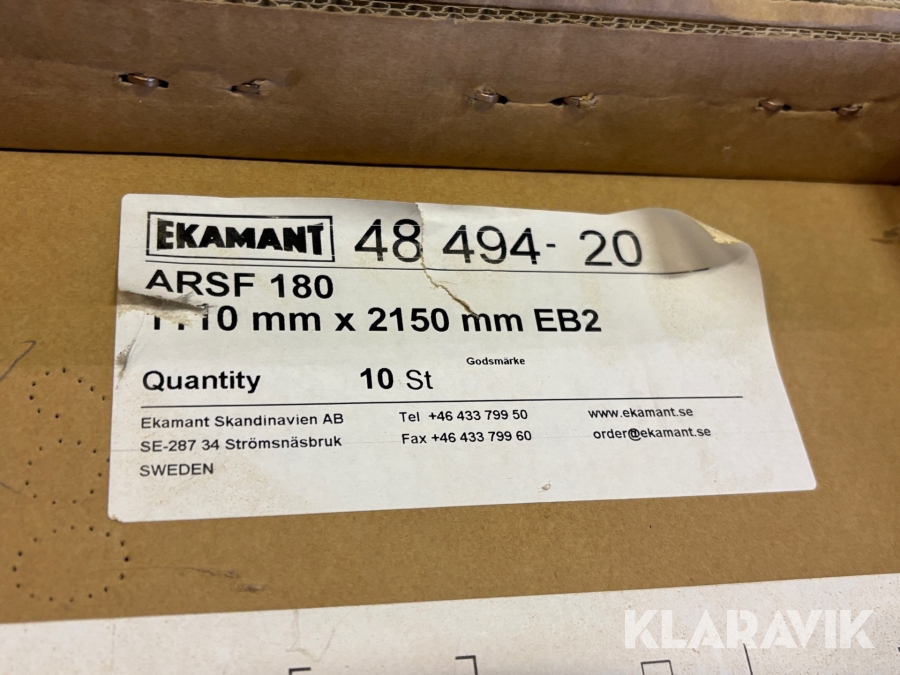 EKAMANT 48 494- 20
ARSF 180
mm x 2150 mm EB2
Godsmärke
Quantity 10 St
Ekamant Skandinavien AB Tel +46 433 799 50 www.ekamant.se
SE-287 34 Strömsnäsbruk Fax +46 433 799 60 order@ekamant.se
SWEDEN
KLARAVIK